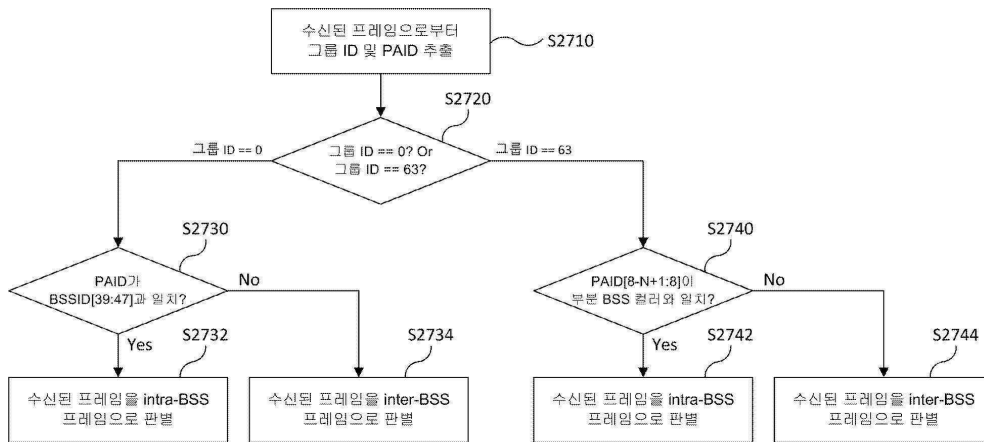 수신된 프레임으로부터
그룹 ID 및 PAID 추출
S2710
S2720
그룹 ID == 0
그룹 ID == 0? Or
그룹 ID == 63?
그룹 ID == 63
S2730
PAID가
BSSID[39:47]과 일치?
No
Yes
S2740
PAID[8-N+1:8]이
부분 BSS 컬러와 일치?
No
Yes
S2732
수신된 프레임을 intra-BSS
프레임으로 판별
S2734
수신된 프레임을 inter-BSS
프레임으로 판별
S2742
수신된 프레임을 intra-BSS
프레임으로 판별
S2744
수신된 프레임을 inter-BSS
프레임으로 판별